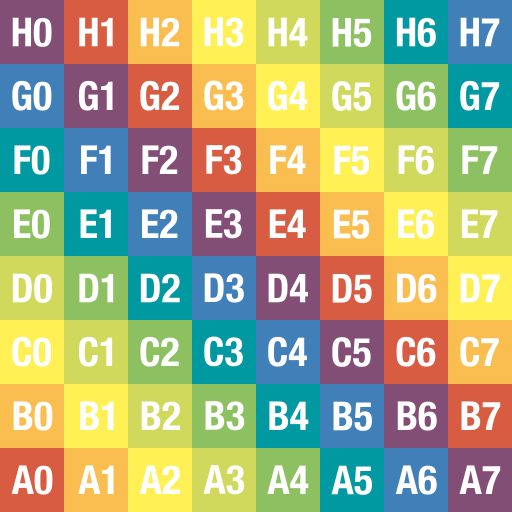 H0 H1 H2 H3 H4 H5 H6 H7
G0 G1 G2 G3 G4 G5 G6 G7
F0 F1 F2 F3 F4 F5 F6 F7
E0 E1 E2 E3 E4 E5 E6 E7
D0 D1 D2 D3 D4 D5 D6 D7
C0 C1 C2 C3 C4 C5 C6 C7
B0 B1 B2 B3 B4 B5 B6 B7
A0 A1 A2 A3 A4 A5 A6 A7